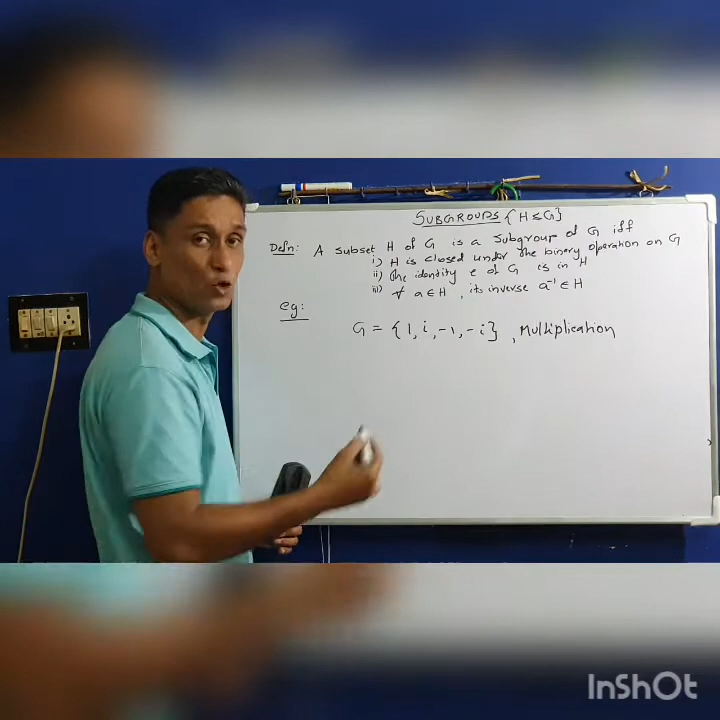 SUBGROUPS {H ≤ G}
Defn: A subset H of G is a subgroup of G iff
i) H is closed under the binary operation on G
ii) the identity e of G is in H
iii) ∀ a ∈ H, its inverse a⁻¹ ∈ H
eg:
G = {1, i, -1, -i}, Multiplication
InShOt